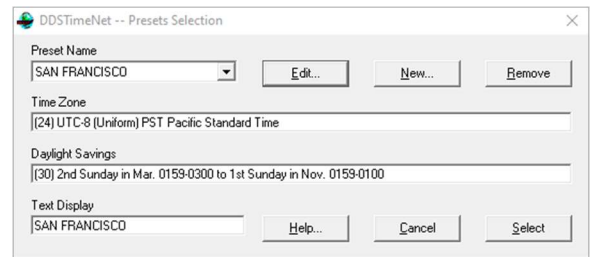 DDSTimeNet -- Presets Selection
Preset Name
SAN FRANCISCO
Edit...
New...
Remove
Time Zone
(24) UTC-8 (Uniform) PST Pacific Standard Time
Daylight Savings
(30) 2nd Sunday in Mar. 0159-0300 to 1st Sunday in Nov. 0159-0100
Text Display
SAN FRANCISCO
Help...
Cancel
Select